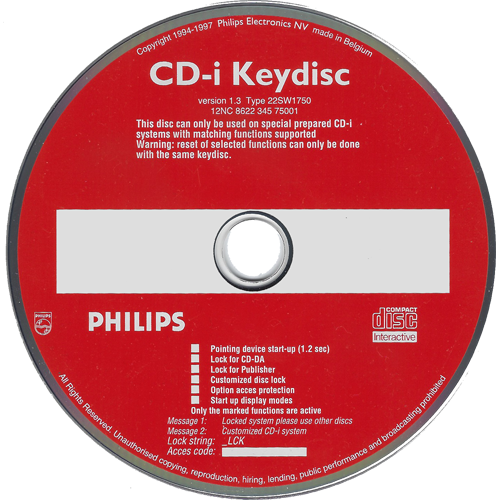 Copyright 1994-1997 Philips Electronics NV made in Belgium
CD-i Keydisc
version 1.3 Type 22SW1750
12NC 8622 345 75001
This disc can only be used on special prepared CD-i
systems with matching functions supported
Warning: reset of selected functions can only be done
with the same keydisc.
PHILIPS
PHILIPS
COMPACT
disc
Interactive
Pointing device start-up (1.2 sec)
Lock for CD-DA
Lock for Publisher
Customized disc lock
Option acces protection
Start up display modes
Only the marked functions are active
Message 1: Locked system please use other discs
Message 2: Customized CD-i system
Lock string: _LCK
Acces code:
All Rights Reserved. Unauthorised copying, reproduction, hiring, lending, public performance and broadcasting prohibited